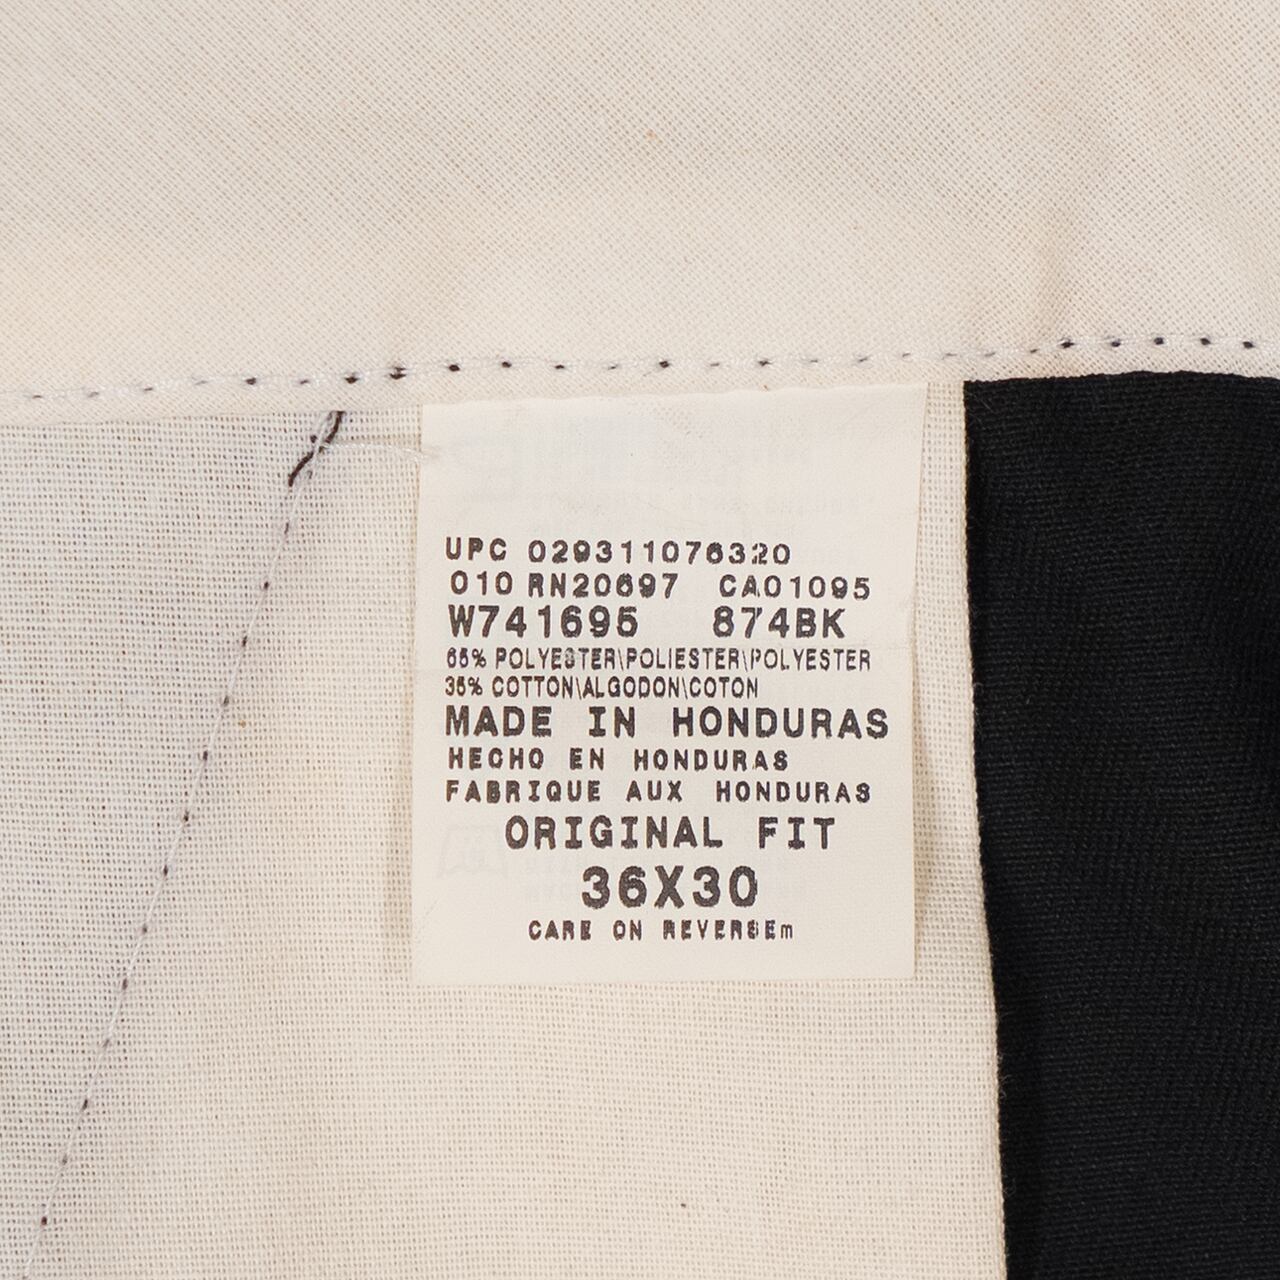 UPC 029311076320
010 RN20697 CA01095
W741695 874BK
65% POLYESTER\POLIESTER\POLYESTER
35% COTTON\ALGODON\COTON
MADE IN HONDURAS
HECHO EN HONDURAS
FABRIQUE AUX HONDURAS
ORIGINAL FIT
36X30
CARE ON REVERSEm